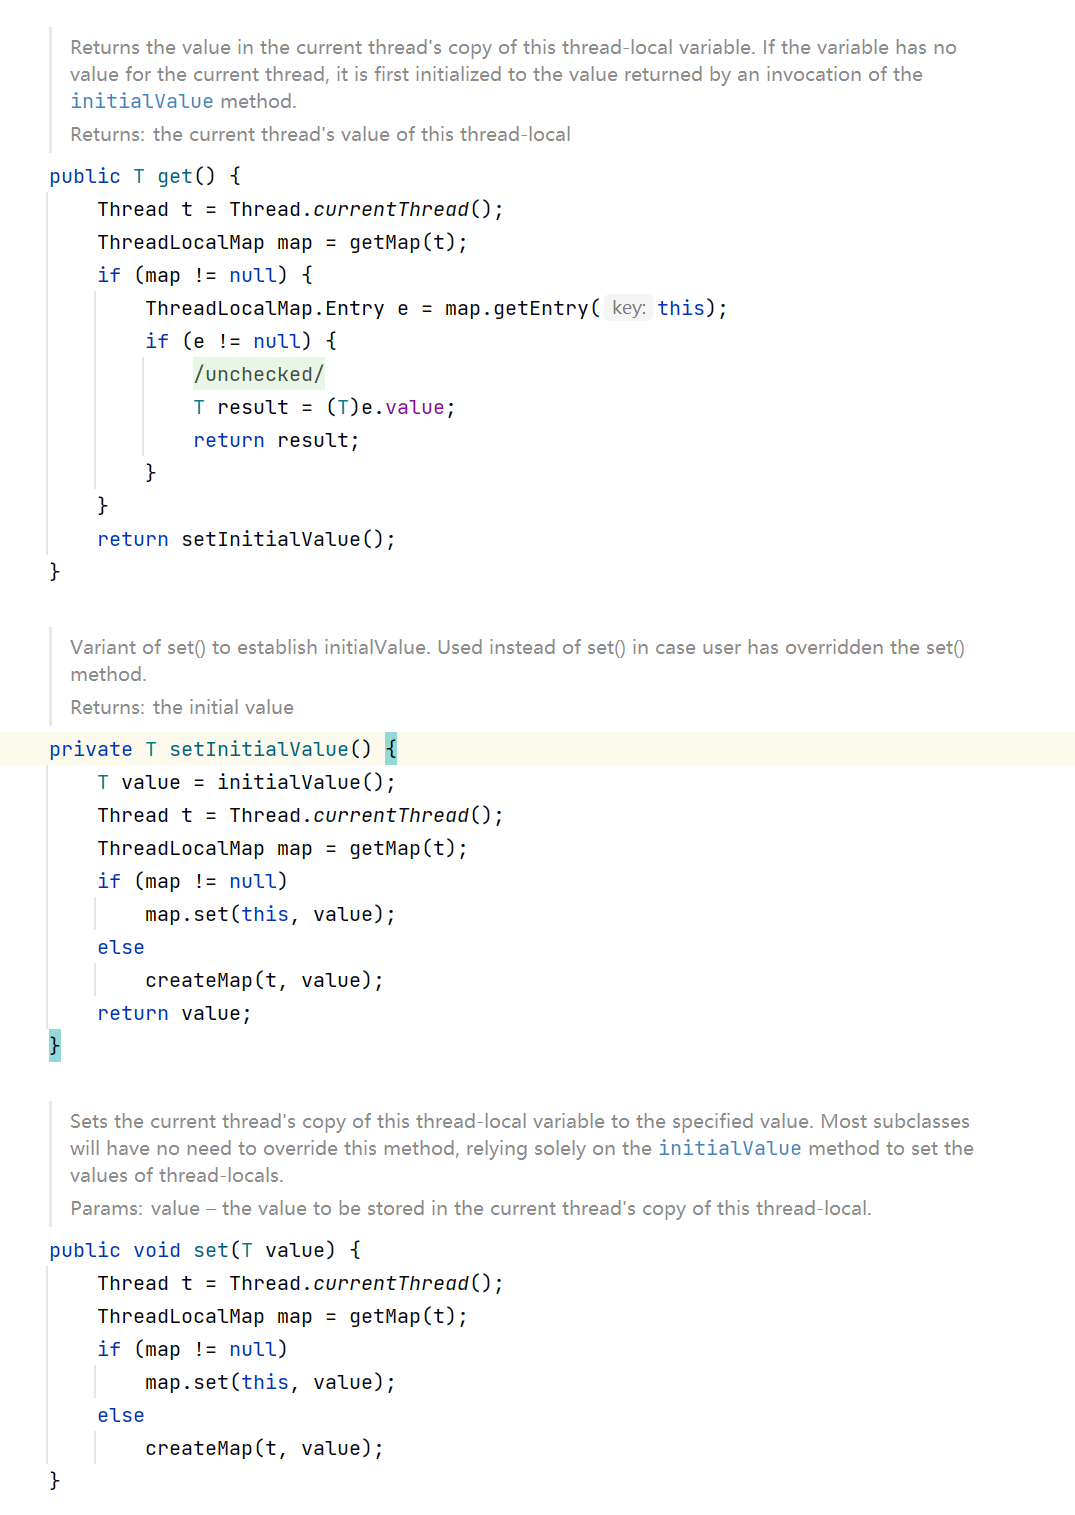 Returns the value in the current thread's copy of this thread-local variable. If the variable has no
value for the current thread, it is first initialized to the value returned by an invocation of the
initialValue method.
Returns: the current thread's value of this thread-local
public T get() {
    Thread t = Thread.currentThread();
    ThreadLocalMap map = getMap(t);
    if (map != null) {
        ThreadLocalMap.Entry e = map.getEntry( key: this);
        if (e != null) {
            /unchecked/
            T result = (T)e.value;
            return result;
        }
    }
    return setInitialValue();
}
Variant of set() to establish initialValue. Used instead of set() in case user has overridden the set()
method.
Returns: the initial value
private T setInitialValue() {
    T value = initialValue();
    Thread t = Thread.currentThread();
    ThreadLocalMap map = getMap(t);
    if (map != null)
        map.set(this, value);
    else
        createMap(t, value);
    return value;
}
Sets the current thread's copy of this thread-local variable to the specified value. Most subclasses
will have no need to override this method, relying solely on the initialValue method to set the
values of thread-locals.
Params: value – the value to be stored in the current thread's copy of this thread-local.
public void set(T value) {
    Thread t = Thread.currentThread();
    ThreadLocalMap map = getMap(t);
    if (map != null)
        map.set(this, value);
    else
        createMap(t, value);
}